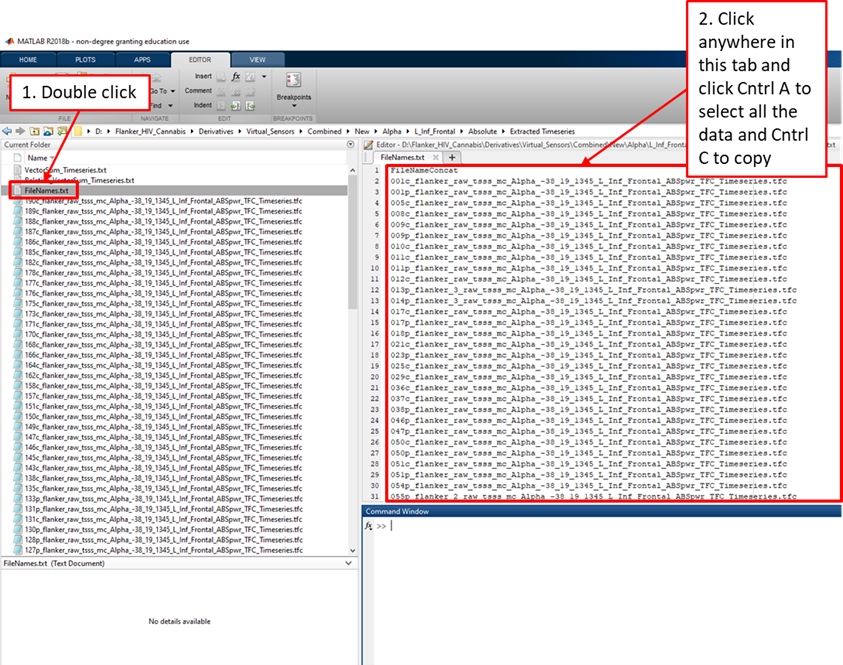 2. Click
anywhere in
this tab and
click Cntrl A to
select all the
data and Cntrl
C to copy
MATLAB R2018b - non-degree granting education use
HOME PLOTS APPS EDITOR VIEW
1. Double click
Insert fx
Go To Comment Breakpoints
Find Indent
FILE NAVIGATE EDIT BREAKPOINTS
D: Flanker_HIV_Cannabis Derivatives Virtual_Sensors Combined New Alpha L_Inf_Frontal Absolute Extracted Timeseries
Current Folder
Name
VectorSum_Timeseries.txt
FileNames.txt
190c_flanker_raw_tsss_mc_Alpha_-38_19_1345_L_Inf_Frontal_ABSpwr_TFC_Timeseries.tfc
189c_flanker_raw_tsss_mc_Alpha_-38_19_1345_L_Inf_Frontal_ABSpwr_TFC_Timeseries.tfc
188c_flanker_raw_tsss_mc_Alpha_-38_19_1345_L_Inf_Frontal_ABSpwr_TFC_Timeseries.tfc
187c_flanker_raw_tsss_mc_Alpha_-38_19_1345_L_Inf_Frontal_ABSpwr_TFC_Timeseries.tfc
186c_flanker_raw_tsss_mc_Alpha_-38_19_1345_L_Inf_Frontal_ABSpwr_TFC_Timeseries.tfc
185c_flanker_raw_tsss_mc_Alpha_-38_19_1345_L_Inf_Frontal_ABSpwr_TFC_Timeseries.tfc
182c_flanker_raw_tsss_mc_Alpha_-38_19_1345_L_Inf_Frontal_ABSpwr_TFC_Timeseries.tfc
178c_flanker_raw_tsss_mc_Alpha_-38_19_1345_L_Inf_Frontal_ABSpwr_TFC_Timeseries.tfc
177c_flanker_raw_tsss_mc_Alpha_-38_19_1345_L_Inf_Frontal_ABSpwr_TFC_Timeseries.tfc
176c_flanker_raw_tsss_mc_Alpha_-38_19_1345_L_Inf_Frontal_ABSpwr_TFC_Timeseries.tfc
175c_flanker_raw_tsss_mc_Alpha_-38_19_1345_L_Inf_Frontal_ABSpwr_TFC_Timeseries.tfc
173c_flanker_raw_tsss_mc_Alpha_-38_19_1345_L_Inf_Frontal_ABSpwr_TFC_Timeseries.tfc
171c_flanker_raw_tsss_mc_Alpha_-38_19_1345_L_Inf_Frontal_ABSpwr_TFC_Timeseries.tfc
170c_flanker_raw_tsss_mc_Alpha_-38_19_1345_L_Inf_Frontal_ABSpwr_TFC_Timeseries.tfc
168c_flanker_raw_tsss_mc_Alpha_-38_19_1345_L_Inf_Frontal_ABSpwr_TFC_Timeseries.tfc
166c_flanker_raw_tsss_mc_Alpha_-38_19_1345_L_Inf_Frontal_ABSpwr_TFC_Timeseries.tfc
164c_flanker_raw_tsss_mc_Alpha_-38_19_1345_L_Inf_Frontal_ABSpwr_TFC_Timeseries.tfc
162c_flanker_raw_tsss_mc_Alpha_-38_19_1345_L_Inf_Frontal_ABSpwr_TFC_Timeseries.tfc
158c_flanker_raw_tsss_mc_Alpha_-38_19_1345_L_Inf_Frontal_ABSpwr_TFC_Timeseries.tfc
157c_flanker_raw_tsss_mc_Alpha_-38_19_1345_L_Inf_Frontal_ABSpwr_TFC_Timeseries.tfc
151c_flanker_raw_tsss_mc_Alpha_-38_19_1345_L_Inf_Frontal_ABSpwr_TFC_Timeseries.tfc
150c_flanker_raw_tsss_mc_Alpha_-38_19_1345_L_Inf_Frontal_ABSpwr_TFC_Timeseries.tfc
149c_flanker_raw_tsss_mc_Alpha_-38_19_1345_L_Inf_Frontal_ABSpwr_TFC_Timeseries.tfc
147c_flanker_raw_tsss_mc_Alpha_-38_19_1345_L_Inf_Frontal_ABSpwr_TFC_Timeseries.tfc
146c_flanker_raw_tsss_mc_Alpha_-38_19_1345_L_Inf_Frontal_ABSpwr_TFC_Timeseries.tfc
145c_flanker_raw_tsss_mc_Alpha_-38_19_1345_L_Inf_Frontal_ABSpwr_TFC_Timeseries.tfc
143c_flanker_raw_tsss_mc_Alpha_-38_19_1345_L_Inf_Frontal_ABSpwr_TFC_Timeseries.tfc
138c_flanker_raw_tsss_mc_Alpha_-38_19_1345_L_Inf_Frontal_ABSpwr_TFC_Timeseries.tfc
135c_flanker_raw_tsss_mc_Alpha_-38_19_1345_L_Inf_Frontal_ABSpwr_TFC_Timeseries.tfc
133p_flanker_raw_tsss_mc_Alpha_-38_19_1345_L_Inf_Frontal_ABSpwr_TFC_Timeseries.tfc
131p_flanker_raw_tsss_mc_Alpha_-38_19_1345_L_Inf_Frontal_ABSpwr_TFC_Timeseries.tfc
131c_flanker_raw_tsss_mc_Alpha_-38_19_1345_L_Inf_Frontal_ABSpwr_TFC_Timeseries.tfc
130p_flanker_raw_tsss_mc_Alpha_-38_19_1345_L_Inf_Frontal_ABSpwr_TFC_Timeseries.tfc
128p_flanker_raw_tsss_mc_Alpha_-38_19_1345_L_Inf_Frontal_ABSpwr_TFC_Timeseries.tfc
127p_flanker_raw_tsss_mc_Alpha_-38_19_1345_L_Inf_Frontal_ABSpwr_TFC_Timeseries.tfc
FileNames.txt (Text Document)
No details available
Editor - D:\Flanker_HIV_Cannabis\Derivatives\Virtual_Sensors\Combined\New\Alpha\L_Inf_Fronta
FileNames.txt
1 FileNameConcat
2 001c_flanker_raw_tsss_mc_Alpha_-38_19_1345_L_Inf_Frontal_ABSpwr_TFC_Timeseries.tfc
3 001p_flanker_raw_tsss_mc_Alpha_-38_19_1345_L_Inf_Frontal_ABSpwr_TFC_Timeseries.tfc
4 005c_flanker_raw_tsss_mc_Alpha_-38_19_1345_L_Inf_Frontal_ABSpwr_TFC_Timeseries.tfc
5 008c_flanker_raw_tsss_mc_Alpha_-38_19_1345_L_Inf_Frontal_ABSpwr_TFC_Timeseries.tfc
6 009c_flanker_raw_tsss_mc_Alpha_-38_19_1345_L_Inf_Frontal_ABSpwr_TFC_Timeseries.tfc
7 009p_flanker_raw_tsss_mc_Alpha_-38_19_1345_L_Inf_Frontal_ABSpwr_TFC_Timeseries.tfc
8 010c_flanker_raw_tsss_mc_Alpha_-38_19_1345_L_Inf_Frontal_ABSpwr_TFC_Timeseries.tfc
9 011c_flanker_raw_tsss_mc_Alpha_-38_19_1345_L_Inf_Frontal_ABSpwr_TFC_Timeseries.tfc
10 011p_flanker_raw_tsss_mc_Alpha_-38_19_1345_L_Inf_Frontal_ABSpwr_TFC_Timeseries.tfc
11 012c_flanker_raw_tsss_mc_Alpha_-38_19_1345_L_Inf_Frontal_ABSpwr_TFC_Timeseries.tfc
12 013p_flanker_3_raw_tsss_mc_Alpha_-38_19_1345_L_Inf_Frontal_ABSpwr_TFC_Timeseries.tfc
13 014p_flanker_3_raw_tsss_mc_Alpha_-38_19_1345_L_Inf_Frontal_ABSpwr_TFC_Timeseries.tfc
14 017c_flanker_raw_tsss_mc_Alpha_-38_19_1345_L_Inf_Frontal_ABSpwr_TFC_Timeseries.tfc
15 017p_flanker_raw_tsss_mc_Alpha_-38_19_1345_L_Inf_Frontal_ABSpwr_TFC_Timeseries.tfc
16 018p_flanker_raw_tsss_mc_Alpha_-38_19_1345_L_Inf_Frontal_ABSpwr_TFC_Timeseries.tfc
17 021c_flanker_raw_tsss_mc_Alpha_-38_19_1345_L_Inf_Frontal_ABSpwr_TFC_Timeseries.tfc
18 023p_flanker_raw_tsss_mc_Alpha_-38_19_1345_L_Inf_Frontal_ABSpwr_TFC_Timeseries.tfc
19 025c_flanker_raw_tsss_mc_Alpha_-38_19_1345_L_Inf_Frontal_ABSpwr_TFC_Timeseries.tfc
20 029c_flanker_raw_tsss_mc_Alpha_-38_19_1345_L_Inf_Frontal_ABSpwr_TFC_Timeseries.tfc
21 036c_flanker_raw_tsss_mc_Alpha_-38_19_1345_L_Inf_Frontal_ABSpwr_TFC_Timeseries.tfc
22 037c_flanker_raw_tsss_mc_Alpha_-38_19_1345_L_Inf_Frontal_ABSpwr_TFC_Timeseries.tfc
23 038p_flanker_raw_tsss_mc_Alpha_-38_19_1345_L_Inf_Frontal_ABSpwr_TFC_Timeseries.tfc
24 046p_flanker_raw_tsss_mc_Alpha_-38_19_1345_L_Inf_Frontal_ABSpwr_TFC_Timeseries.tfc
25 047p_flanker_raw_tsss_mc_Alpha_-38_19_1345_L_Inf_Frontal_ABSpwr_TFC_Timeseries.tfc
26 050c_flanker_raw_tsss_mc_Alpha_-38_19_1345_L_Inf_Frontal_ABSpwr_TFC_Timeseries.tfc
27 050p_flanker_raw_tsss_mc_Alpha_-38_19_1345_L_Inf_Frontal_ABSpwr_TFC_Timeseries.tfc
28 051c_flanker_raw_tsss_mc_Alpha_-38_19_1345_L_Inf_Frontal_ABSpwr_TFC_Timeseries.tfc
29 051p_flanker_raw_tsss_mc_Alpha_-38_19_1345_L_Inf_Frontal_ABSpwr_TFC_Timeseries.tfc
30 054p_flanker_raw_tsss_mc_Alpha_-38_19_1345_L_Inf_Frontal_ABSpwr_TFC_Timeseries.tfc
31 055p_flanker_2_raw_tsss_mc_Alpha_-38_19_1345_L_Inf_Frontal_ABSpwr_TFC_Timeseries.tfc
Command Window
fx >>